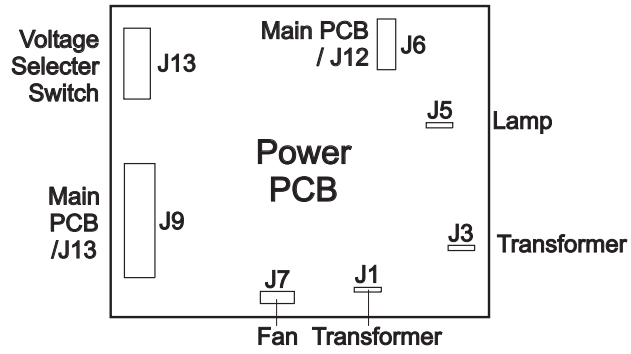 Voltage
Selecter
Switch
J13
Main PCB
/ J12
J6
J5
Lamp
Power
PCB
Main
PCB
/J13
J9
J3
Transformer
J7
J1
Fan
Transformer